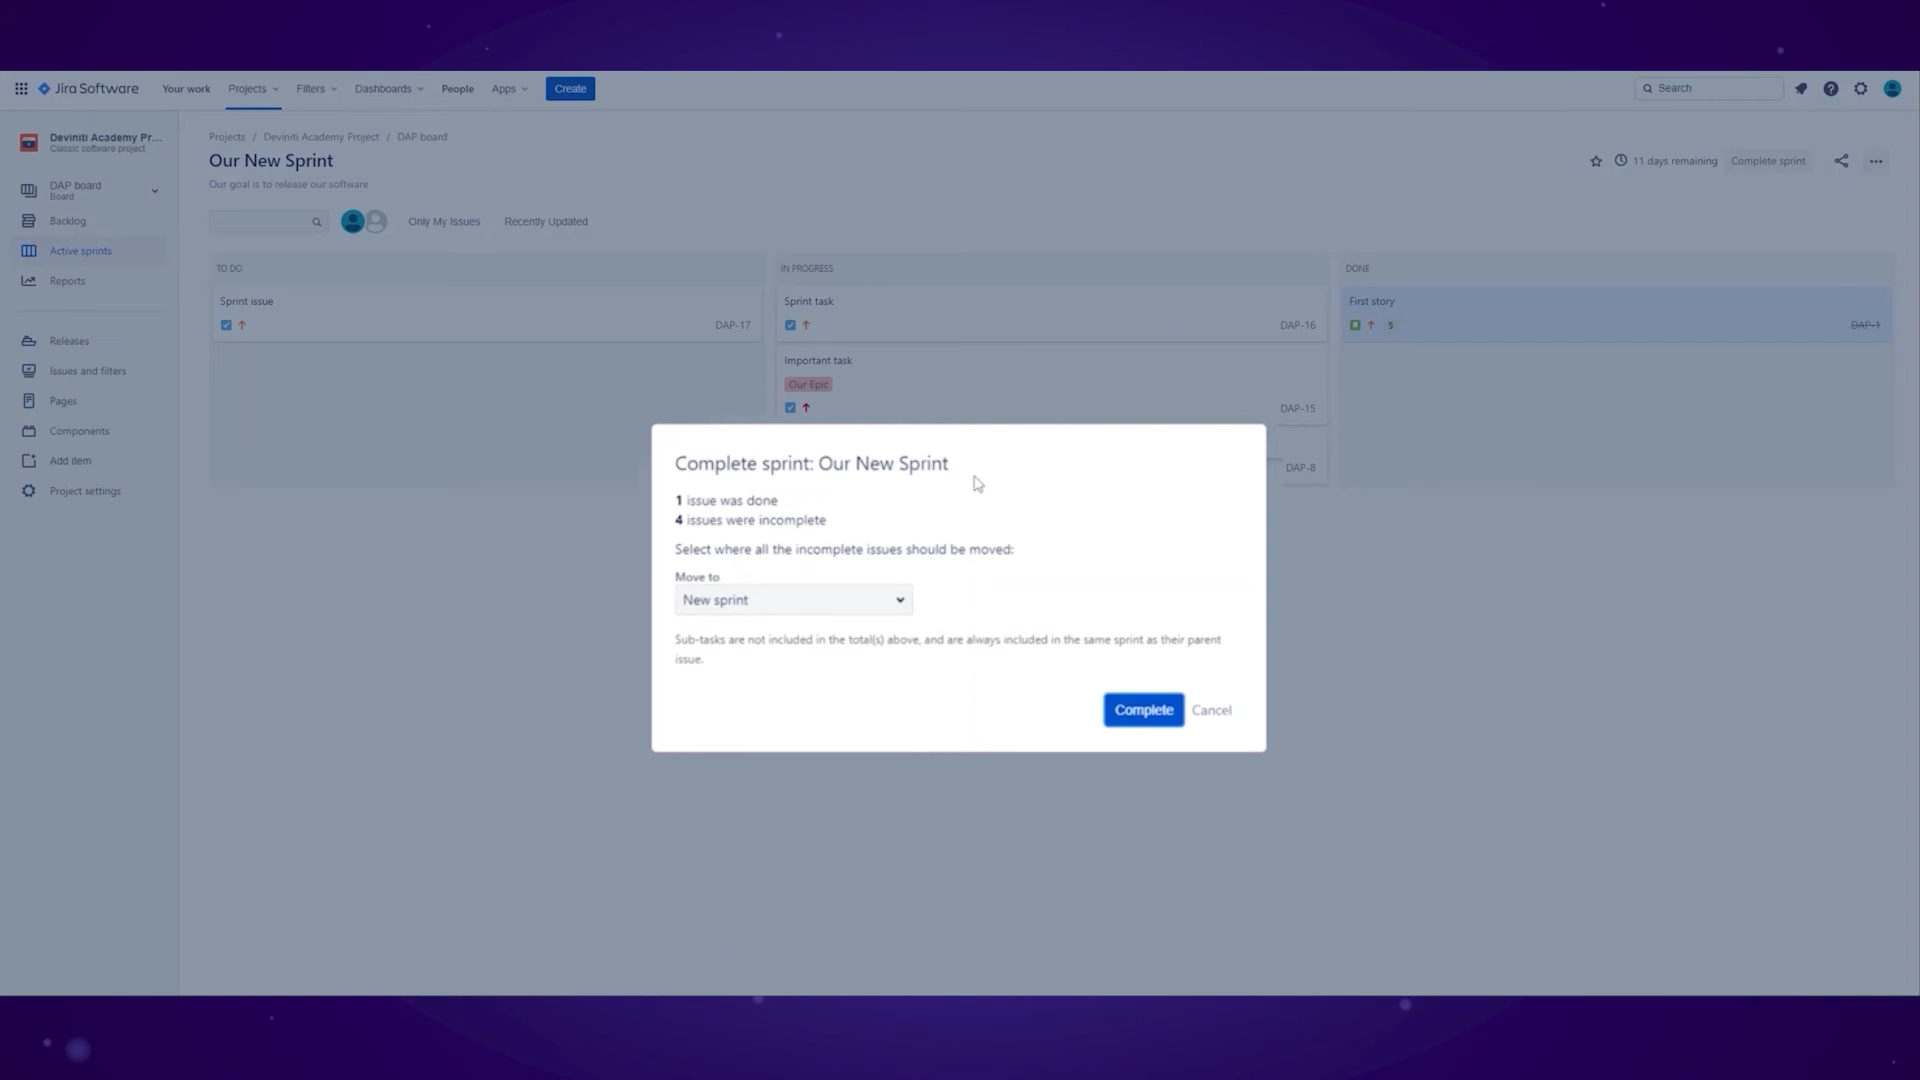 Jira Software
Your work
Projects
Filters
Dashboards
People
Apps
Create
Search
Deviniti Academy Pr...
Classic software project
DAP board
Board
Backlog
Active sprints
Reports
Releases
Issues and filters
Pages
Components
Add item
Project settings
Projects / Deviniti Academy Project / DAP board
Our New Sprint
11 days remaining
Complete sprint
Our goal is to release our software
Only My Issues
Recently Updated
TO DO
Sprint issue
DAP-17
IN PROGRESS
Sprint task
DAP-16
Important task
Our Epic
DAP-15
DAP-8
DONE
First story
5
DAP-1
Complete sprint: Our New Sprint
1 issue was done
4 issues were incomplete
Select where all the incomplete issues should be moved:
Move to
New sprint
Sub-tasks are not included in the total(s) above, and are always included in the same sprint as their parent
issue.
Complete
Cancel